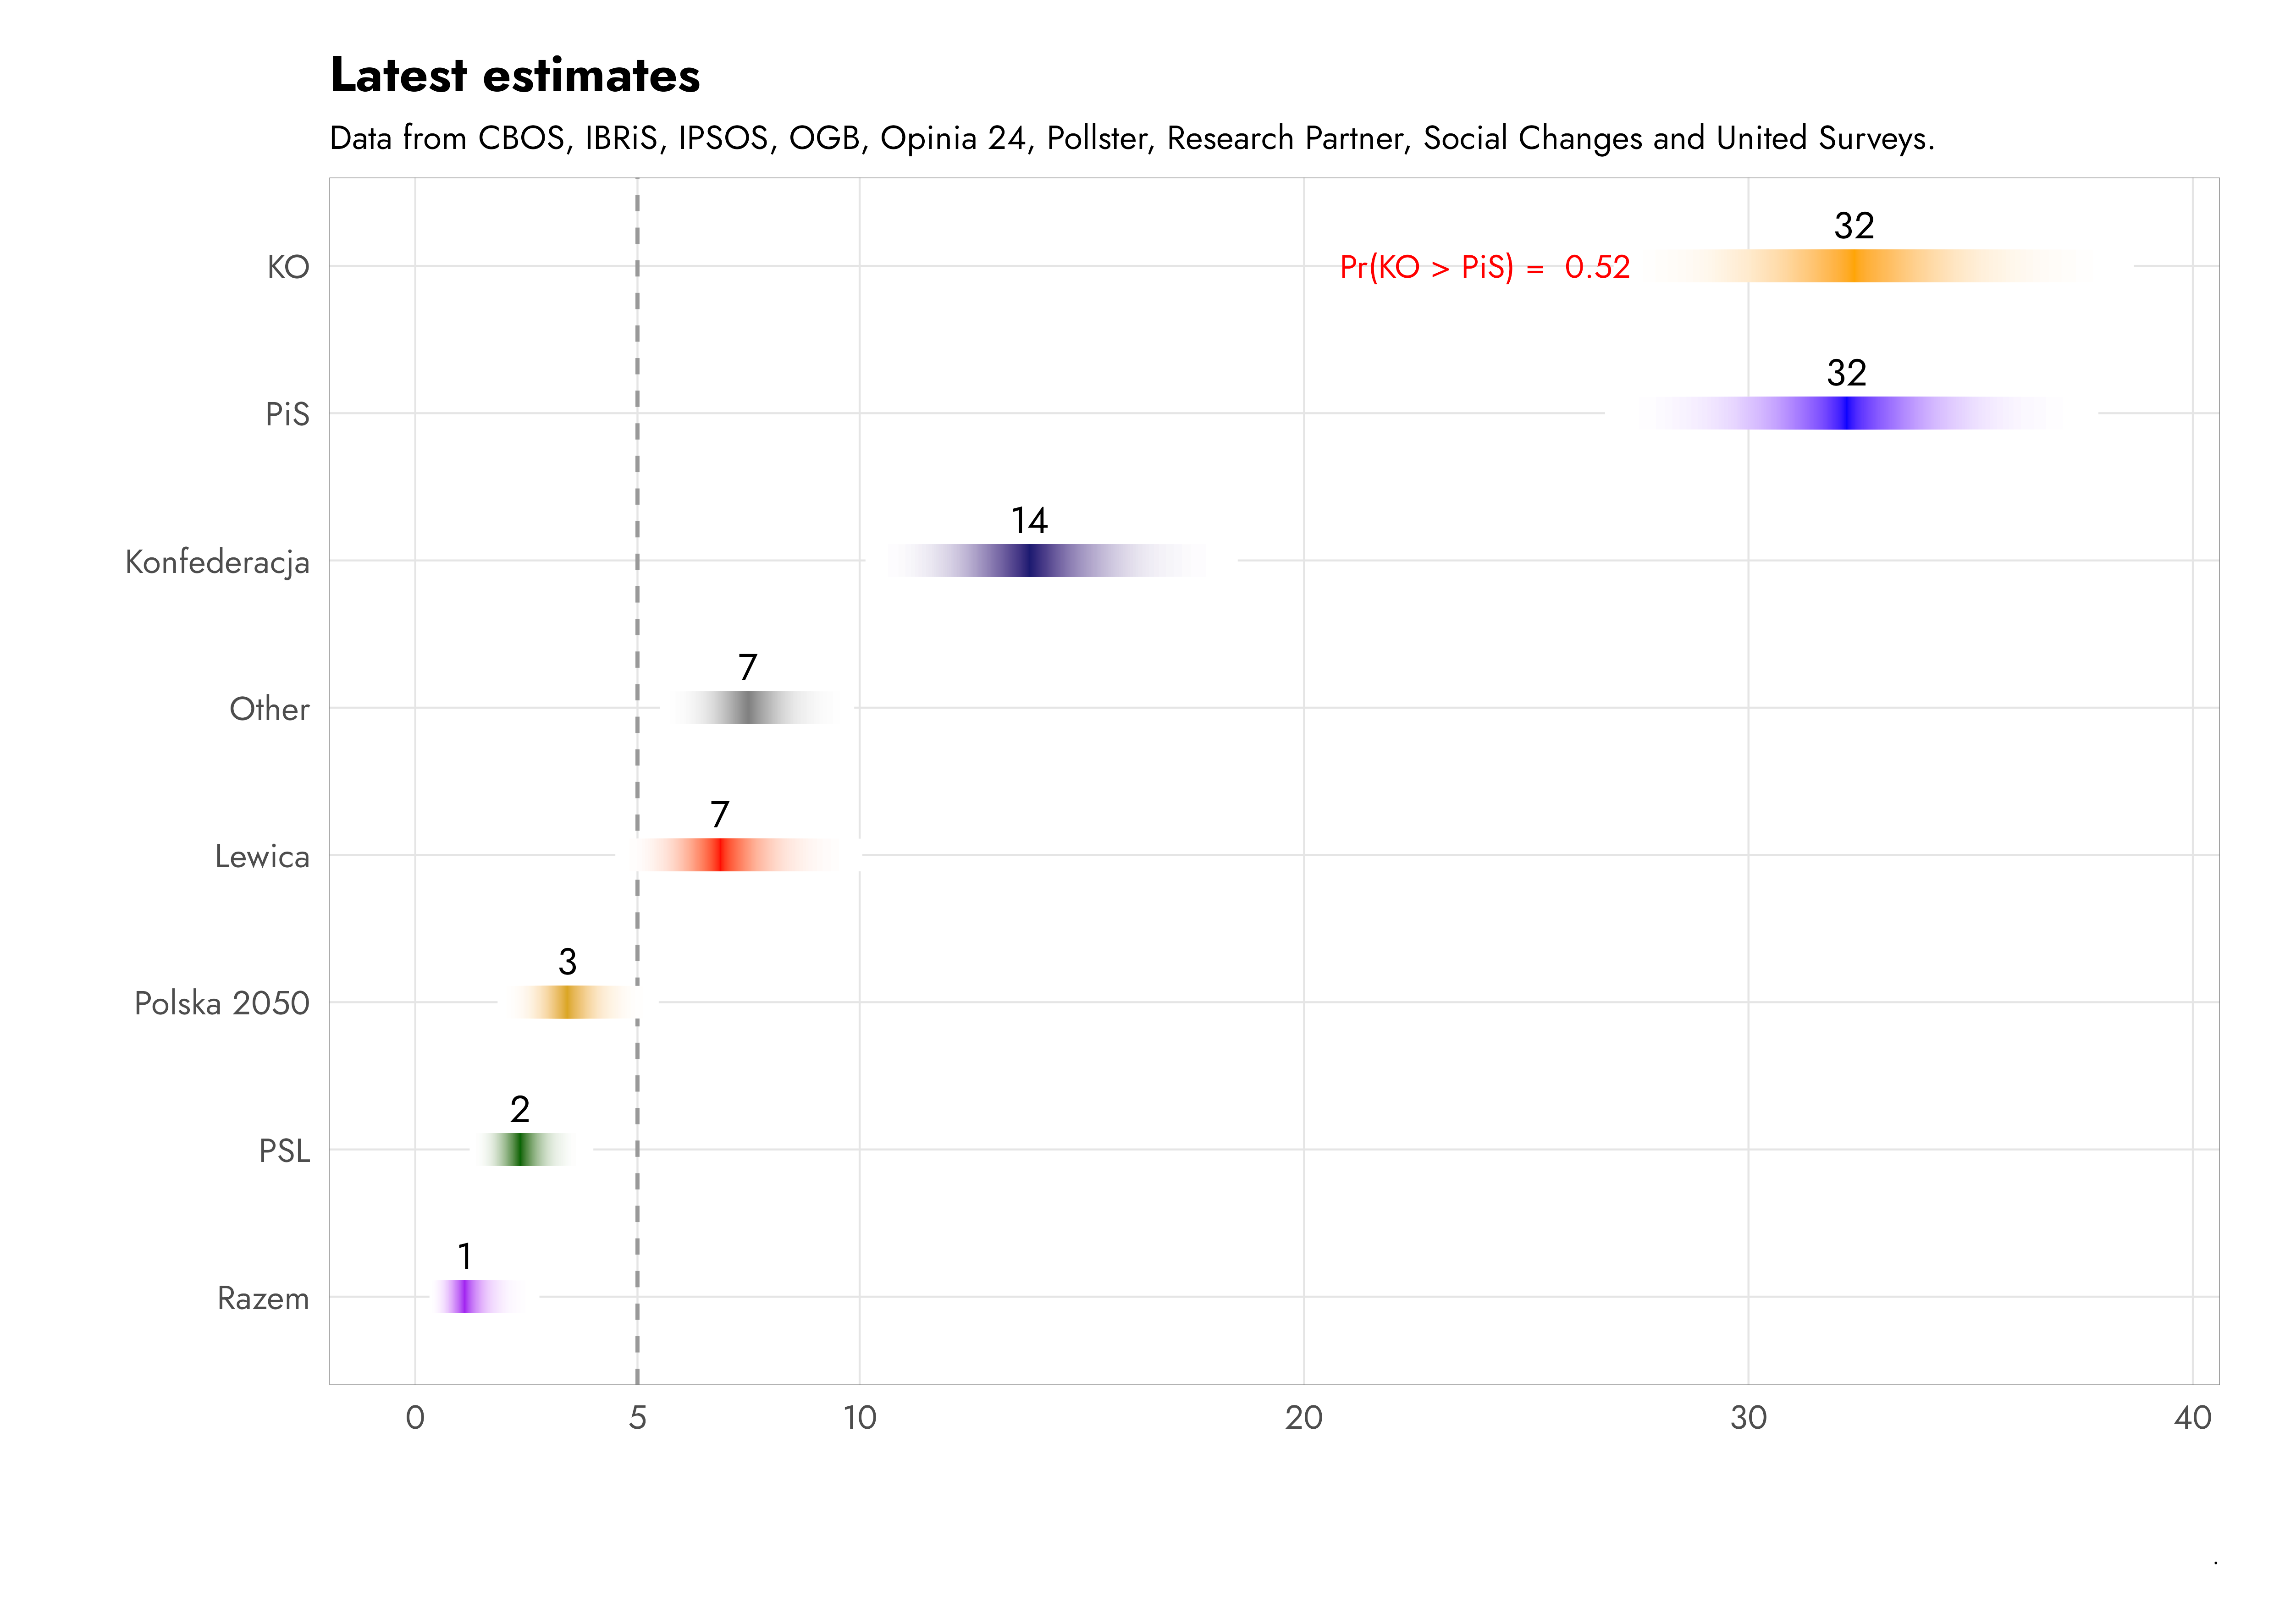 Latest estimates
Data from CBOS, IBRiS, IPSOS, OGB, Opinia 24, Pollster, Research Partner, Social Changes and United Surveys.
32
KO
Pr(KO > PiS) = 0.52
32
PiS
14
Konfederacja
7
Other
7
Lewica
3
Polska 2050
2
PSL
1
Razem
0 5 10 20 30 40
.